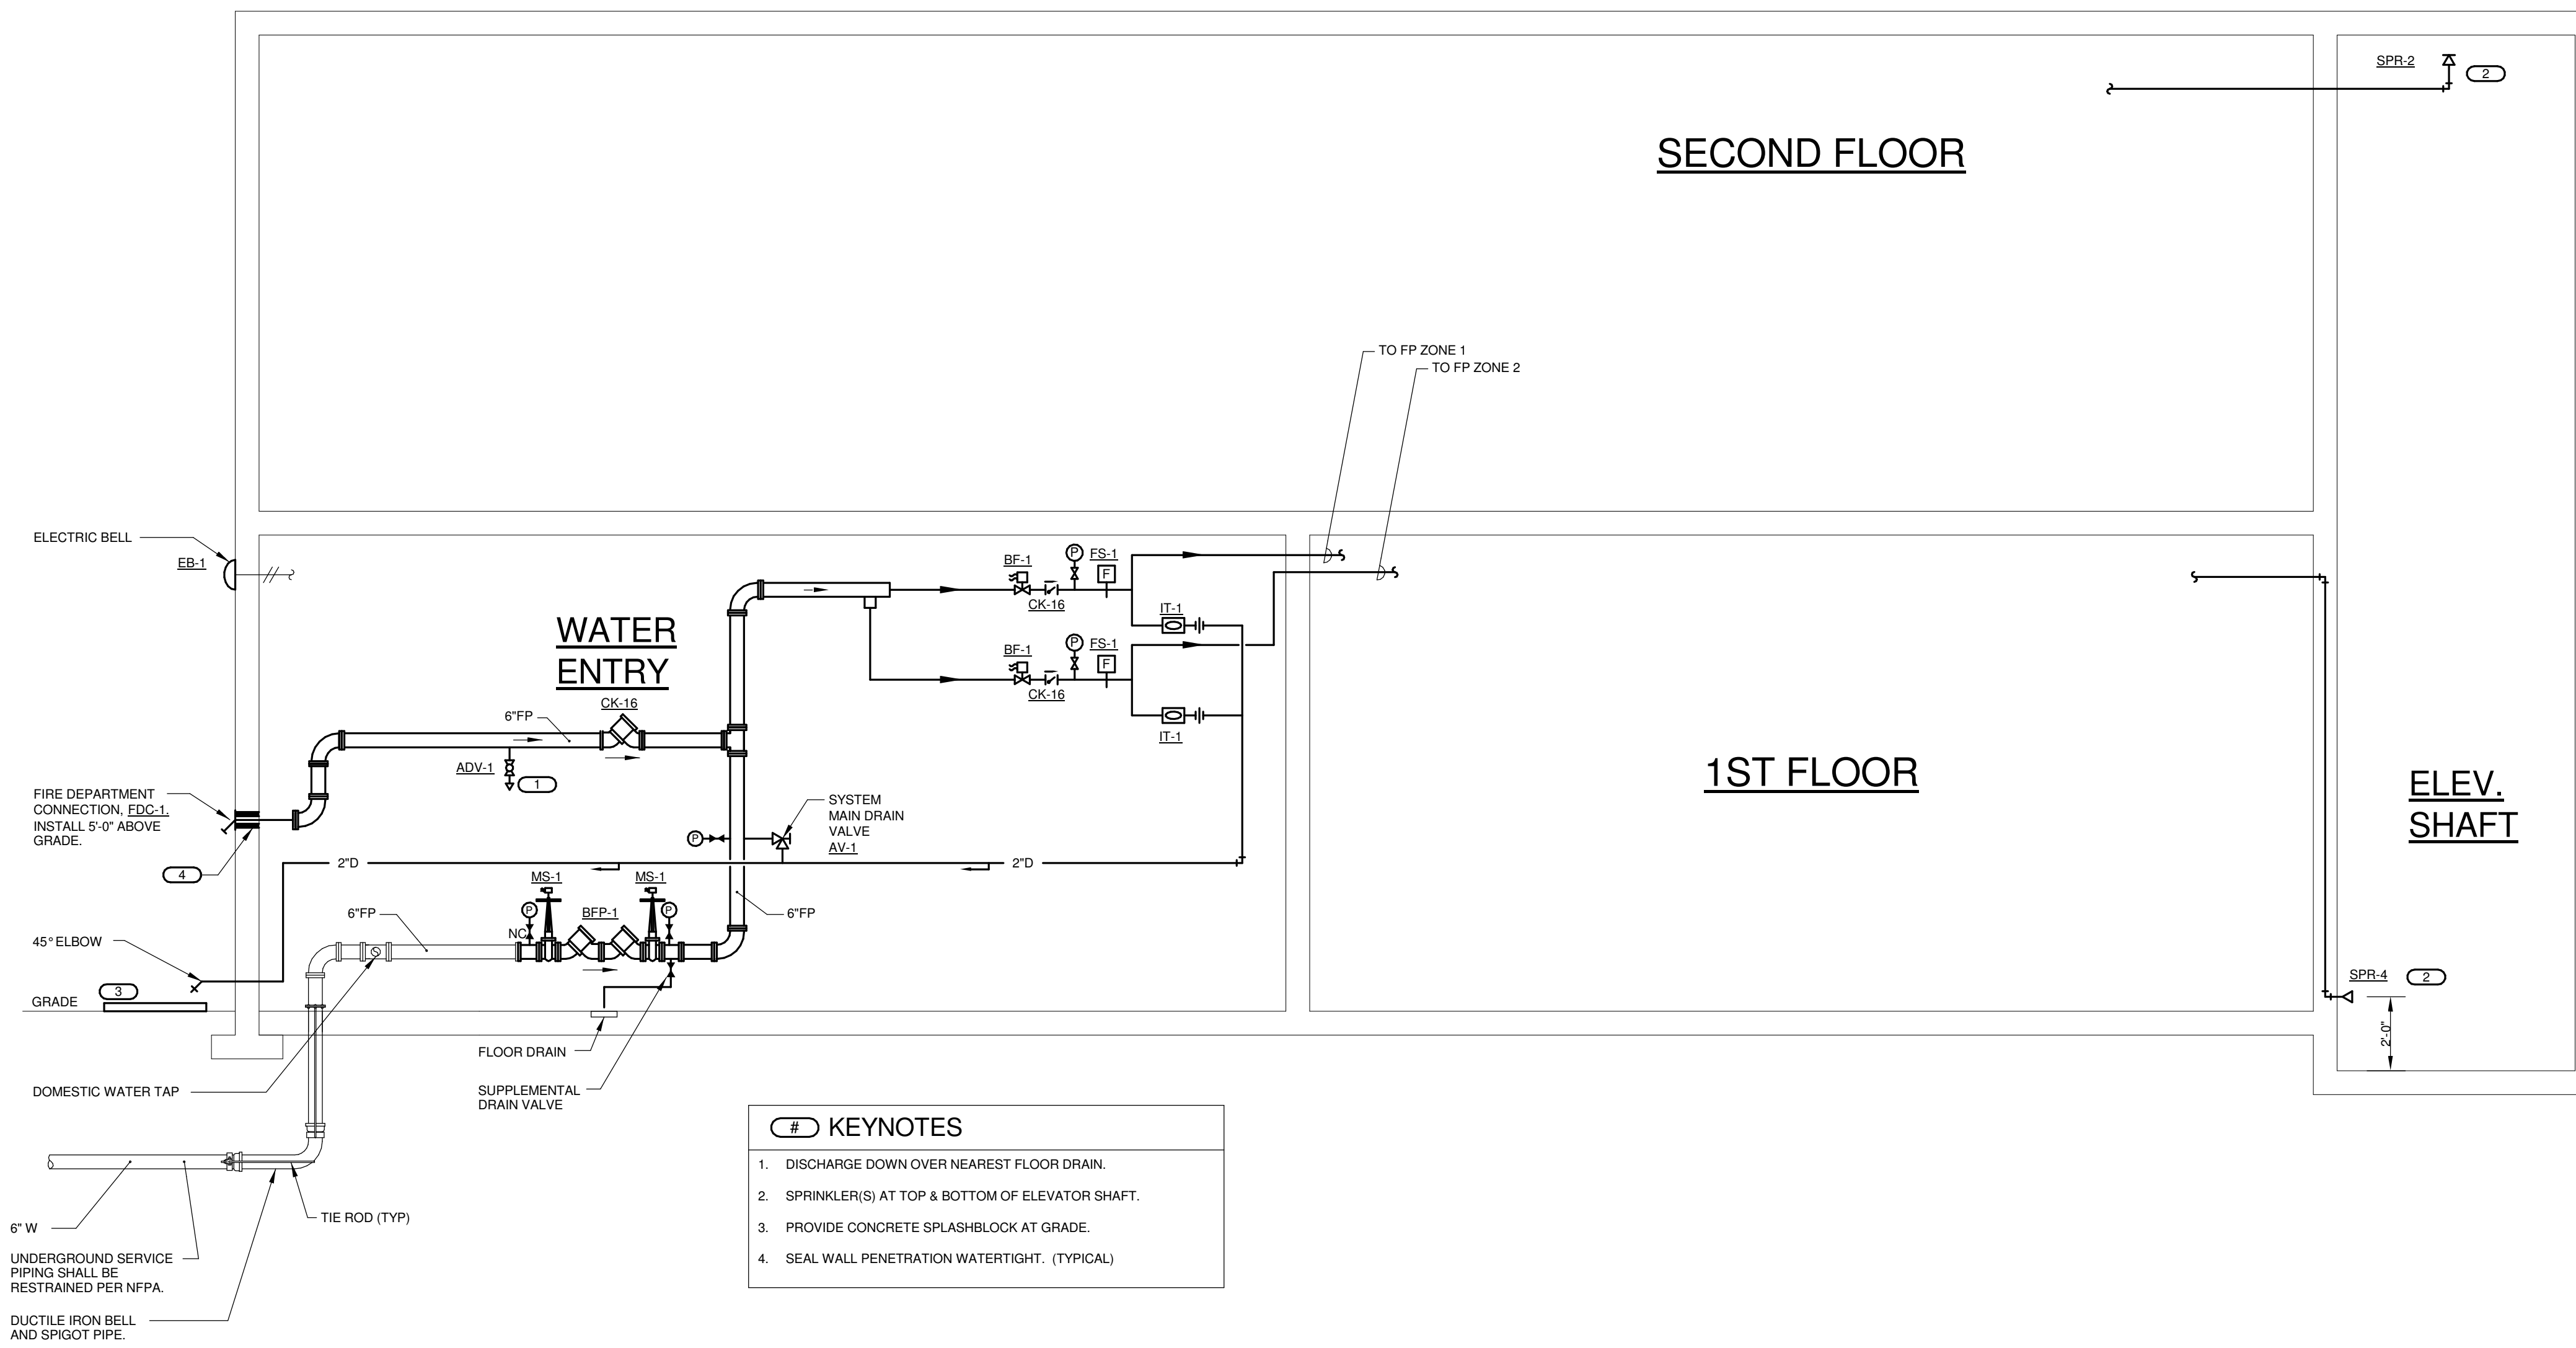 SPR-2
2
SECOND FLOOR
TO FP ZONE 1
TO FP ZONE 2
ELECTRIC BELL
EB-1
BF-1
P
FS-1
F
CK-16
IT-1
WATER
ENTRY
BF-1
P
FS-1
F
CK-16
IT-1
CK-16
6"FP
ADV-1
1
1ST FLOOR
ELEV.
SHAFT
FIRE DEPARTMENT
CONNECTION, FDC-1.
INSTALL 5'-0" ABOVE
GRADE.
4
SYSTEM
MAIN DRAIN
VALVE
AV-1
P
2"D
2"D
MS-1
MS-1
P
BFP-1
P
6"FP
6"FP
NC
45° ELBOW
3
GRADE
SPR-4
2
2'-0"
FLOOR DRAIN
DOMESTIC WATER TAP
SUPPLEMENTAL
DRAIN VALVE
TIE ROD (TYP)
6" W
UNDERGROUND SERVICE
PIPING SHALL BE
RESTRAINED PER NFPA.
DUCTILE IRON BELL
AND SPIGOT PIPE.
# KEYNOTES
1. DISCHARGE DOWN OVER NEAREST FLOOR DRAIN.
2. SPRINKLER(S) AT TOP & BOTTOM OF ELEVATOR SHAFT.
3. PROVIDE CONCRETE SPLASHBLOCK AT GRADE.
4. SEAL WALL PENETRATION WATERTIGHT. (TYPICAL)